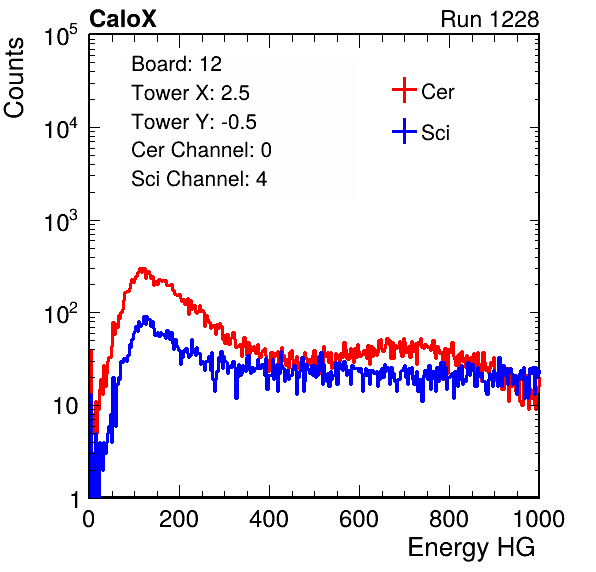 CaloX Run 1228
Counts
10^5
10^4
10^3
10^2
10
1
Board: 12
Tower X: 2.5
Tower Y: -0.5
Cer Channel: 0
Sci Channel: 4
Cer
Sci
0 200 400 600 800 1000
Energy HG